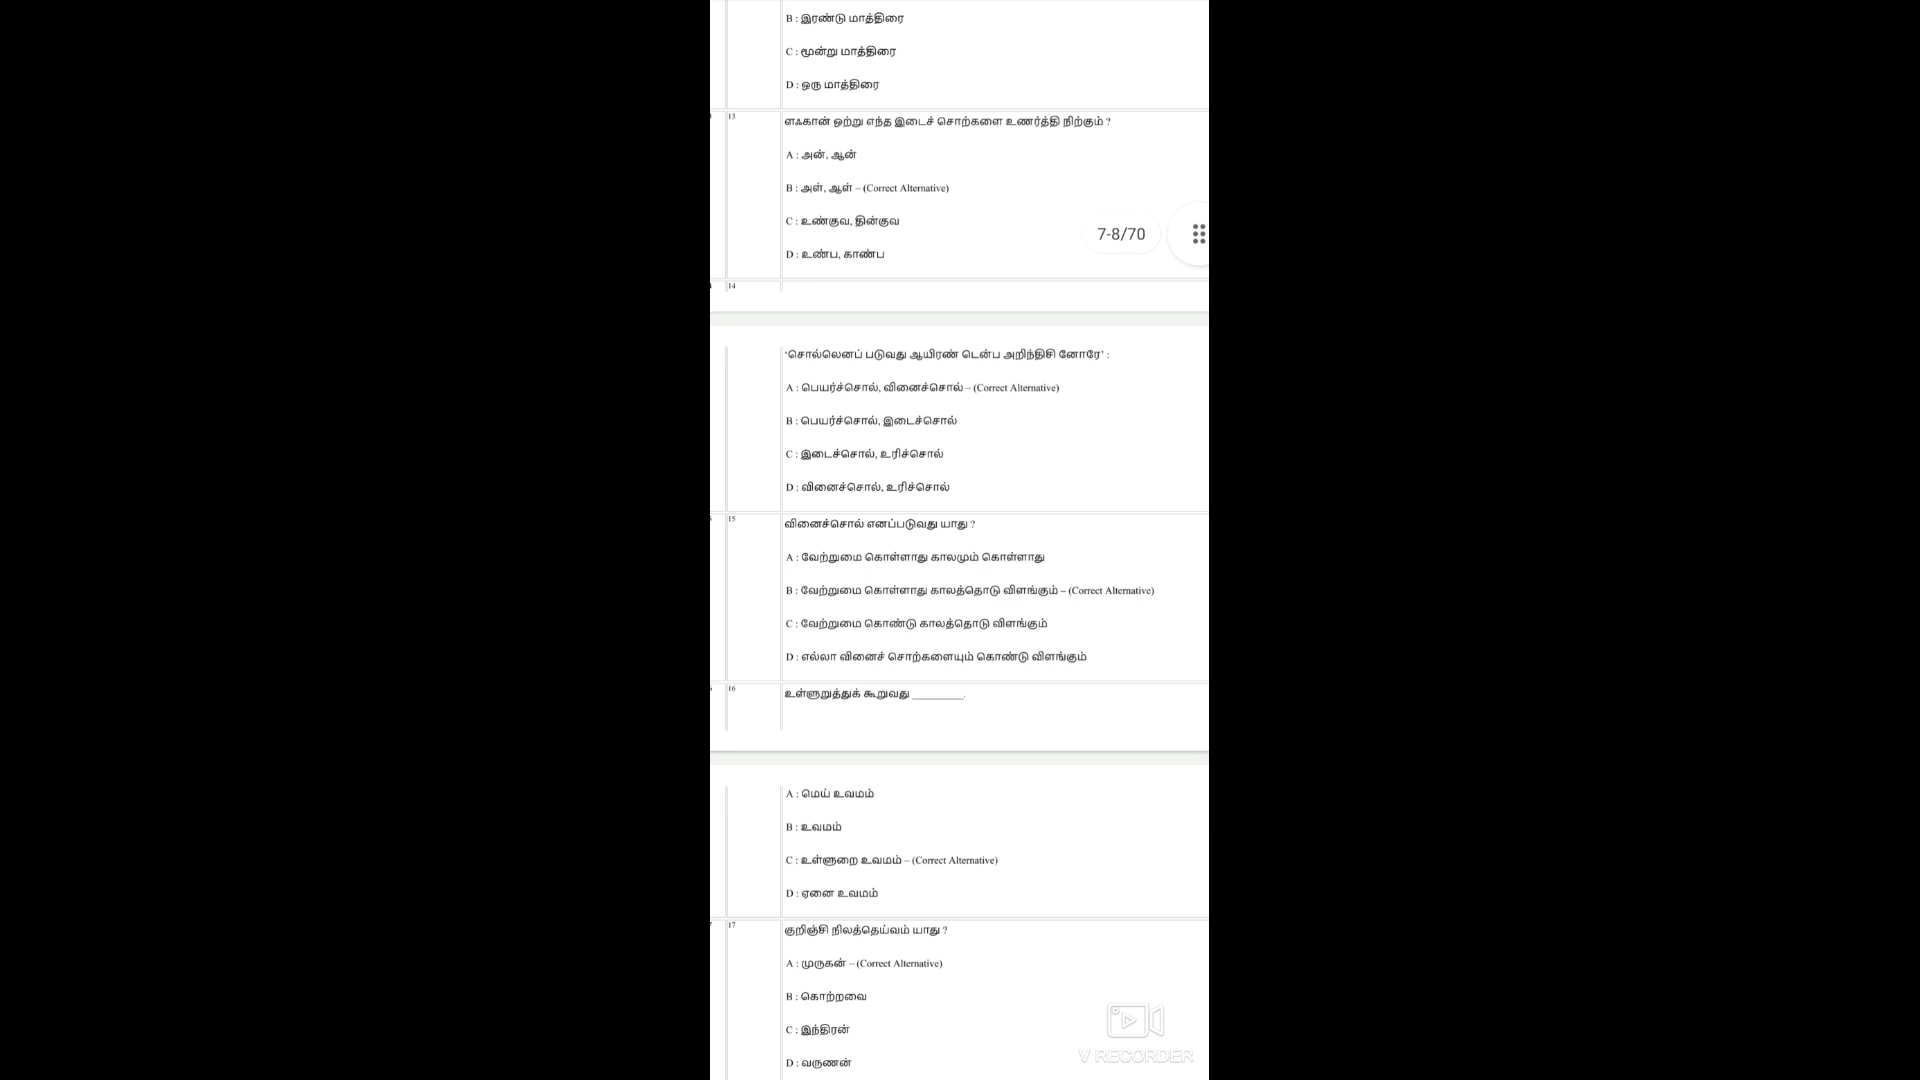 B : இரண்டு மாத்திரை
C : மூன்று மாத்திரை
D : ஒரு மாத்திரை
13
ளஃகான் ஒற்று எந்த இடைச் சொற்களை உணர்த்தி நிற்கும் ?
A : அன், ஆன்
B : அள், ஆள் – (Correct Alternative)
C : உண்குவ, தின்குவ
7-8/70
D : உண்ப, காண்ப
14
‘சொல்லெனப் படுவது ஆயிரண் டென்ப அறிந்திசி னோரே’ :
A : பெயர்ச்சொல், வினைச்சொல் – (Correct Alternative)
B : பெயர்ச்சொல், இடைச்சொல்
C : இடைச்சொல், உரிச்சொல்
D : வினைச்சொல், உரிச்சொல்
15
வினைச்சொல் எனப்படுவது யாது ?
A : வேற்றுமை கொள்ளாது காலமும் கொள்ளாது
B : வேற்றுமை கொள்ளாது காலத்தொடு விளங்கும் – (Correct Alternative)
C : வேற்றுமை கொண்டு காலத்தொடு விளங்கும்
D : எல்லா வினைச் சொற்களையும் கொண்டு விளங்கும்
16
உள்ளுறுத்துக் கூறுவது _________.
A : மெய் உவமம்
B : உவமம்
C : உள்ளுறை உவமம் – (Correct Alternative)
D : ஏனை உவமம்
17
குறிஞ்சி நிலத்தெய்வம் யாது ?
A : முருகன் – (Correct Alternative)
B : கொற்றவை
C : இந்திரன்
V RECORDER
D : வருணன்